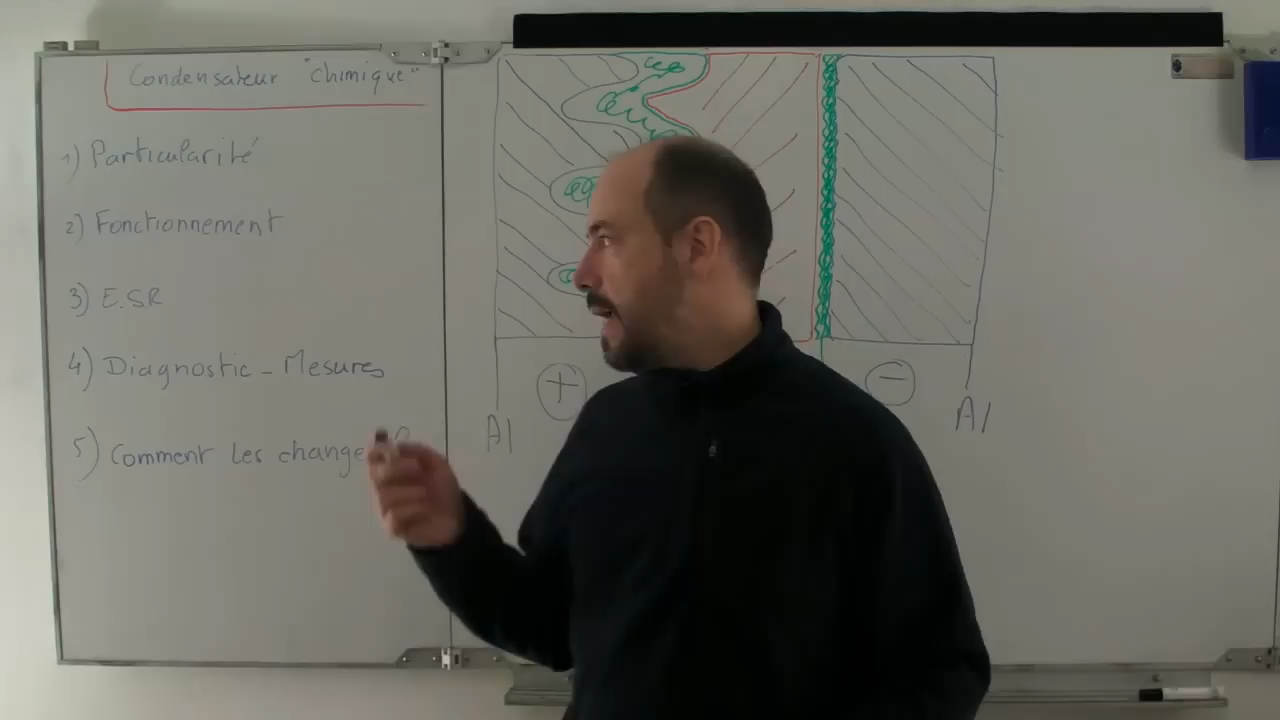 Condensateur "chimique"
1) Particularité
2) Fonctionnement
3) E.S.R
4) Diagnostic - Mesures
5) Comment les change
+
−
Al
Al